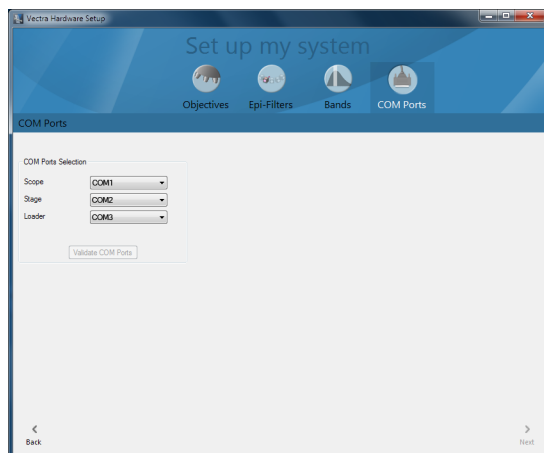 Vectra Hardware Setup
Set up my system
Objectives Epi-Filters Bands COM Ports
COM Ports
COM Ports Selection
Scope COM1
Stage COM2
Loader COM3
Validate COM Ports
Back Next